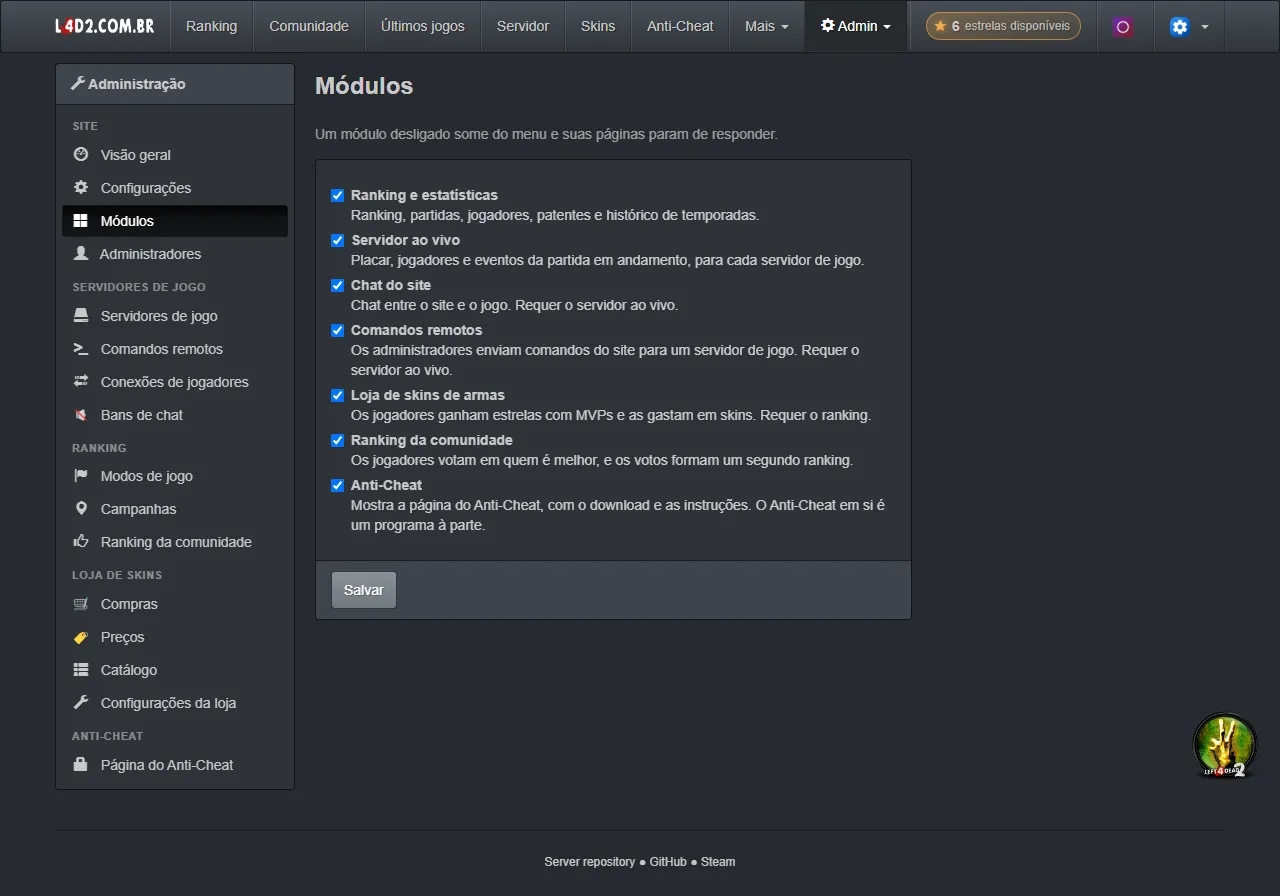 L4D2.COM.BR Ranking Comunidade Últimos jogos Servidor Skins Anti-Cheat Mais Admin 6 estrelas disponíveis
Administração
SITE
Visão geral
Configurações
Módulos
Administradores
SERVIDORES DE JOGO
Servidores de jogo
Comandos remotos
Conexões de jogadores
Bans de chat
RANKING
Modos de jogo
Campanhas
Ranking da comunidade
LOJA DE SKINS
Compras
Preços
Catálogo
Configurações da loja
ANTI-CHEAT
Página do Anti-Cheat
Módulos
Um módulo desligado some do menu e suas páginas param de responder.
Ranking e estatísticas
Ranking, partidas, jogadores, patentes e histórico de temporadas.
Servidor ao vivo
Placar, jogadores e eventos da partida em andamento, para cada servidor de jogo.
Chat do site
Chat entre o site e o jogo. Requer o servidor ao vivo.
Comandos remotos
Os administradores enviam comandos do site para um servidor de jogo. Requer o
servidor ao vivo.
Loja de skins de armas
Os jogadores ganham estrelas com MVPs e as gastam em skins. Requer o ranking.
Ranking da comunidade
Os jogadores votam em quem é melhor, e os votos formam um segundo ranking.
Anti-Cheat
Mostra a página do Anti-Cheat, com o download e as instruções. O Anti-Cheat em si é
um programa à parte.
Salvar
LEFT 4 DEAD 2
Server repository ● GitHub ● Steam